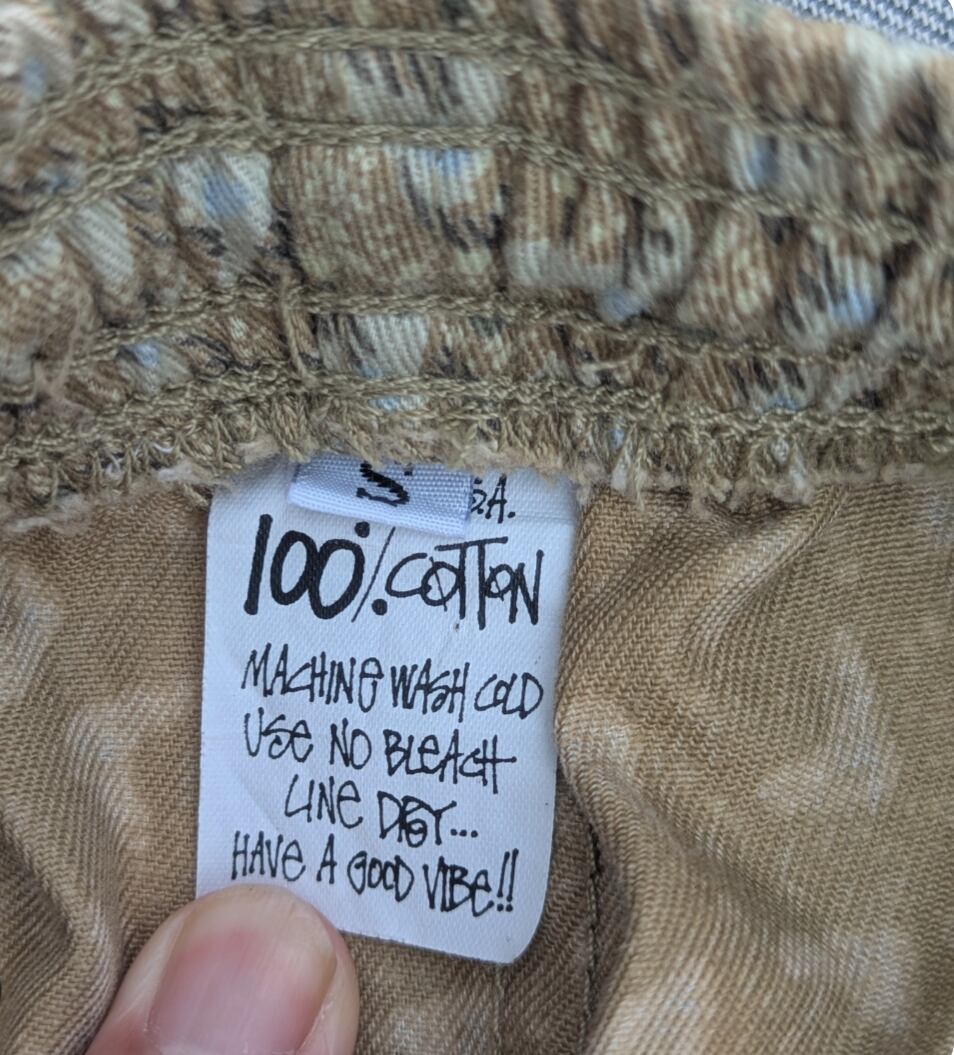 S.A.
100% COTTON
MACHINE WASH COLD
USE NO BLEACH
LINE DRY...
HAVE A GOOD VIBE!!